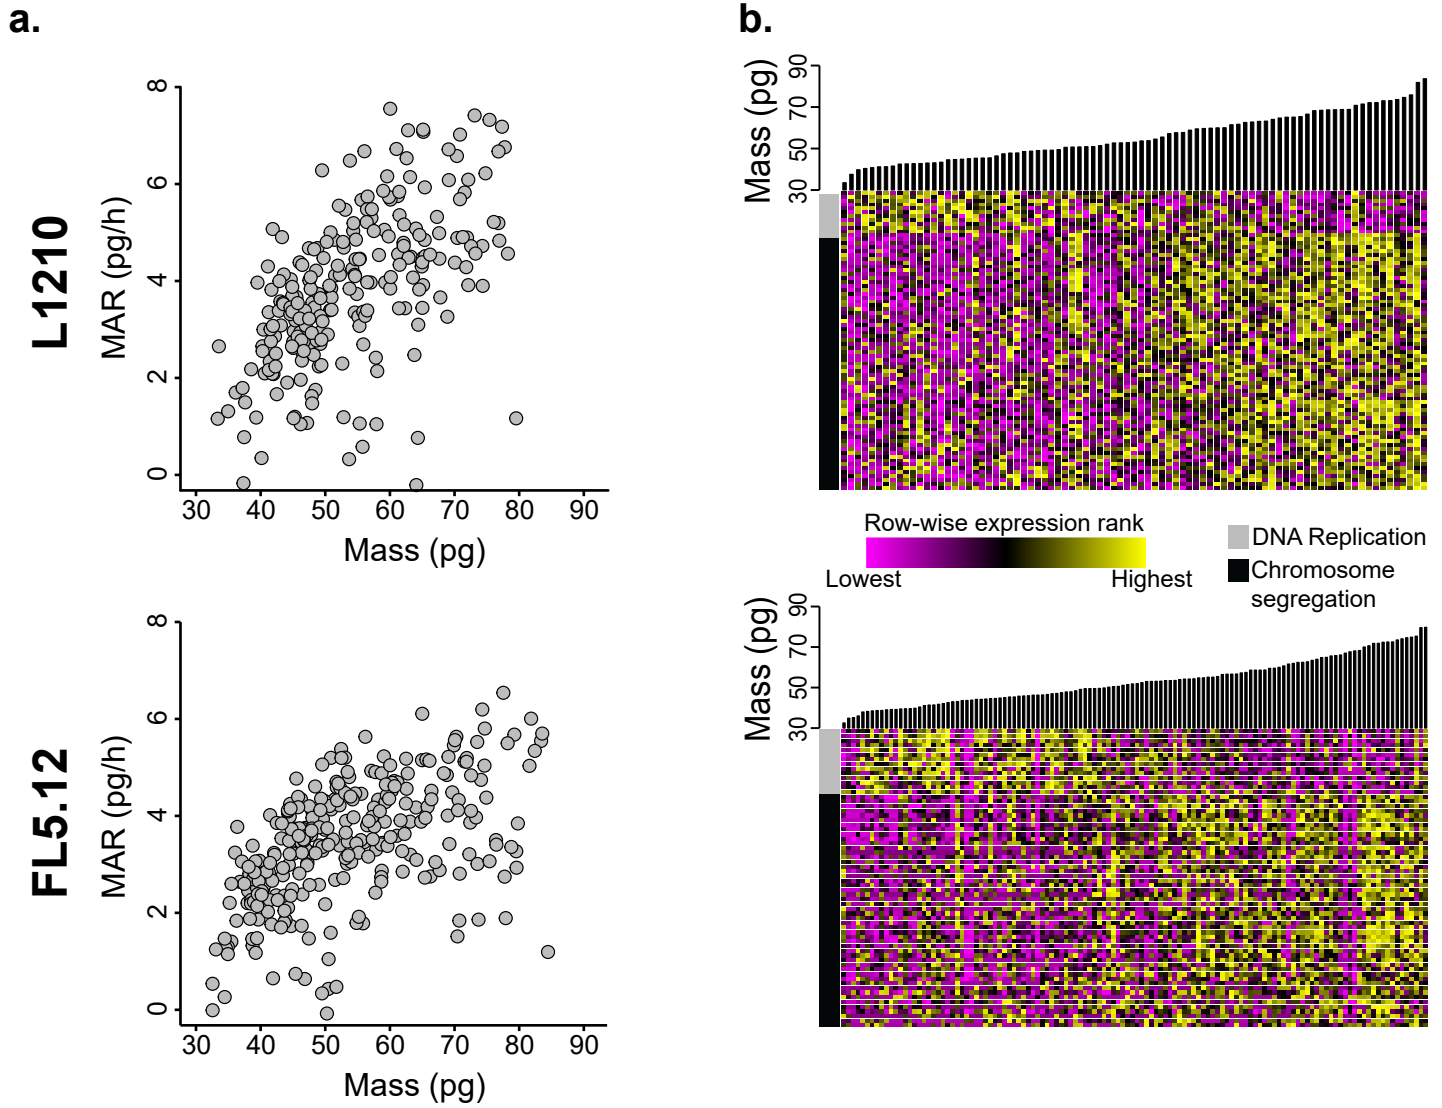 a.
b.
L1210
MAR (pg/h)
8
6
4
2
0
30 40 50 60 70 80 90
Mass (pg)
Mass (pg)
90
70
50
30
Row-wise expression rank
Lowest Highest
DNA Replication
Chromosome
segregation
FL5.12
MAR (pg/h)
8
6
4
2
0
30 40 50 60 70 80 90
Mass (pg)
Mass (pg)
90
70
50
30